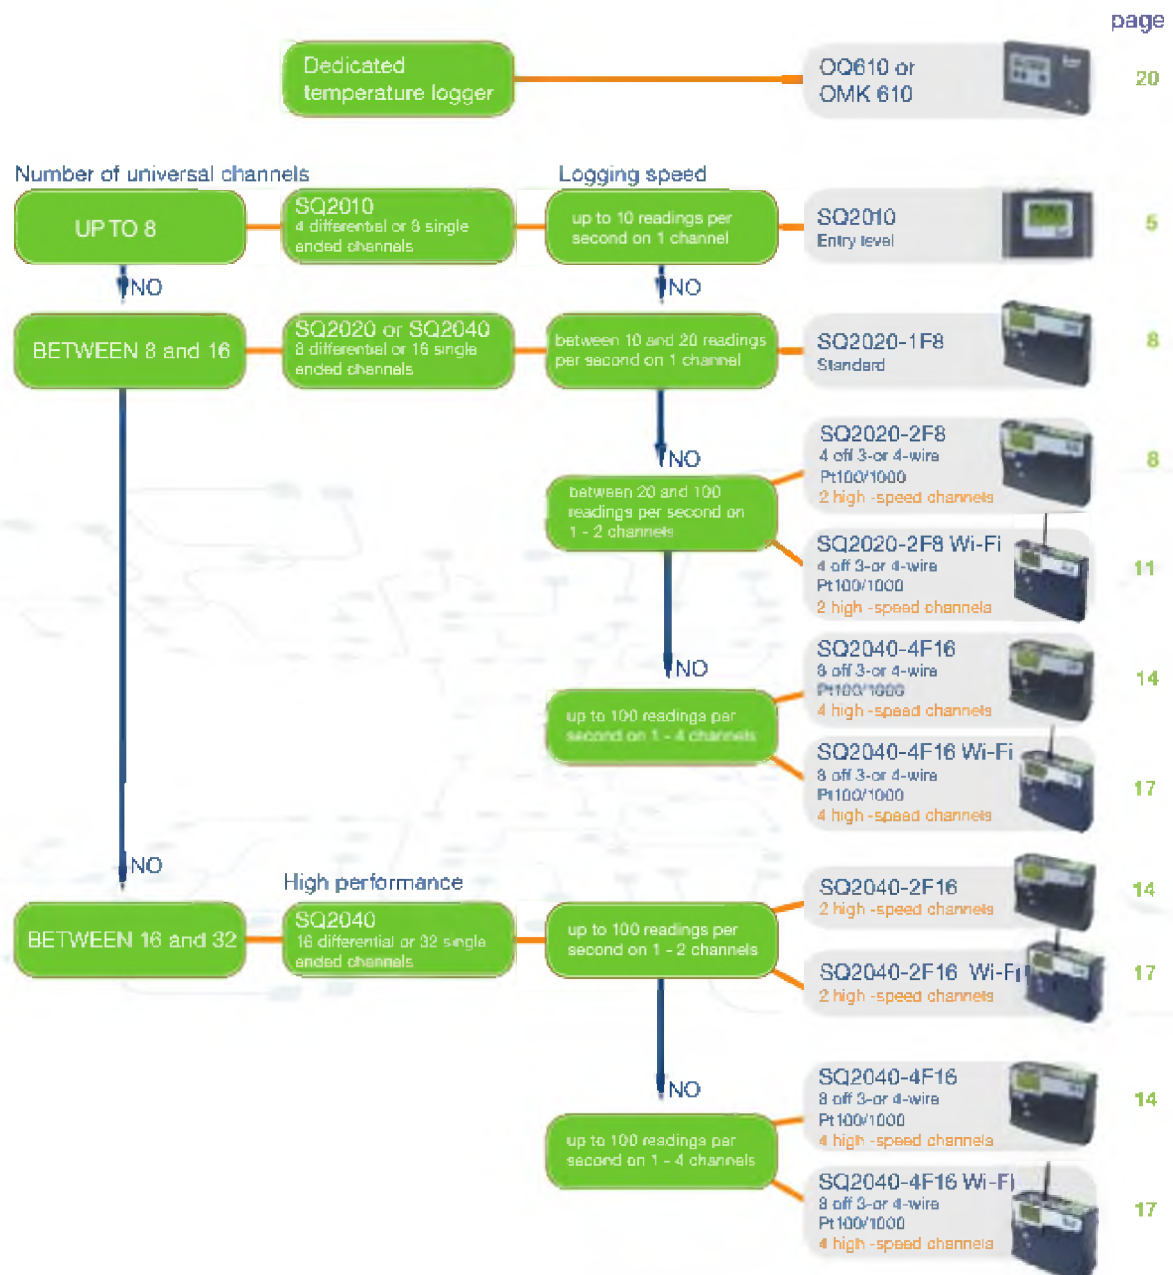 page
Dedicated
temperature logger
OQ610 or
OMK 610
20
Number of universal channels
Logging speed
UP TO 8
SQ2010
4 differential or 8 single
ended channels
up to 10 readings per
second on 1 channel
SQ2010
Entry level
5
NO
NO
BETWEEN 8 and 16
SQ2020 or SQ2040
8 differential or 16 single
ended channels
between 10 and 20 readings
per second on 1 channel
SQ2020-1F8
Standard
8
NO
between 20 and 100
readings per second on
1 - 2 channels
SQ2020-2F8
4 off 3-or 4-wire
Pt100/1000
2 high -speed channels
8
SQ2020-2F8 Wi-Fi
4 off 3-or 4-wire
Pt100/1000
2 high -speed channels
11
NO
up to 100 readings per
second on 1 - 4 channels
SQ2040-4F16
8 off 3-or 4-wire
Pt100/1000
4 high -speed channels
14
SQ2040-4F16 Wi-Fi
8 off 3-or 4-wire
Pt100/1000
4 high -speed channels
17
NO
High performance
BETWEEN 16 and 32
SQ2040
16 differential or 32 single
ended channels
up to 100 readings per
second on 1 - 2 channels
SQ2040-2F16
2 high -speed channels
14
SQ2040-2F16 Wi-Fi
2 high -speed channels
17
NO
up to 100 readings per
second on 1 - 4 channels
SQ2040-4F16
8 off 3-or 4-wire
Pt100/1000
4 high -speed channels
14
SQ2040-4F16 Wi-Fi
8 off 3-or 4-wire
Pt100/1000
4 high -speed channels
17